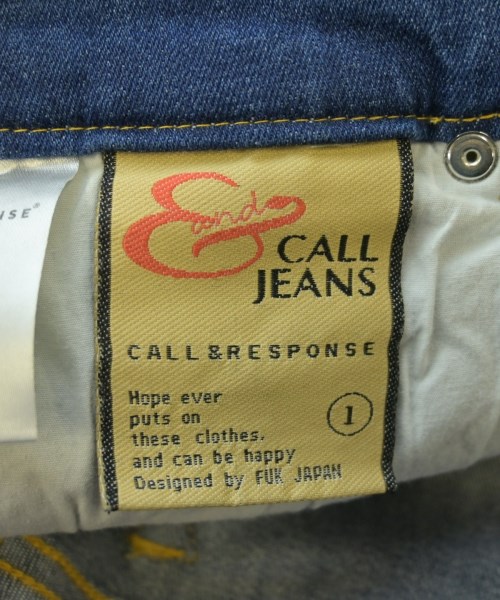 NSE®
& and
CALL
JEANS
CALL&RESPONSE
Hope ever
puts on
these clothes.
and can be happy
Designed by FUK JAPAN
1